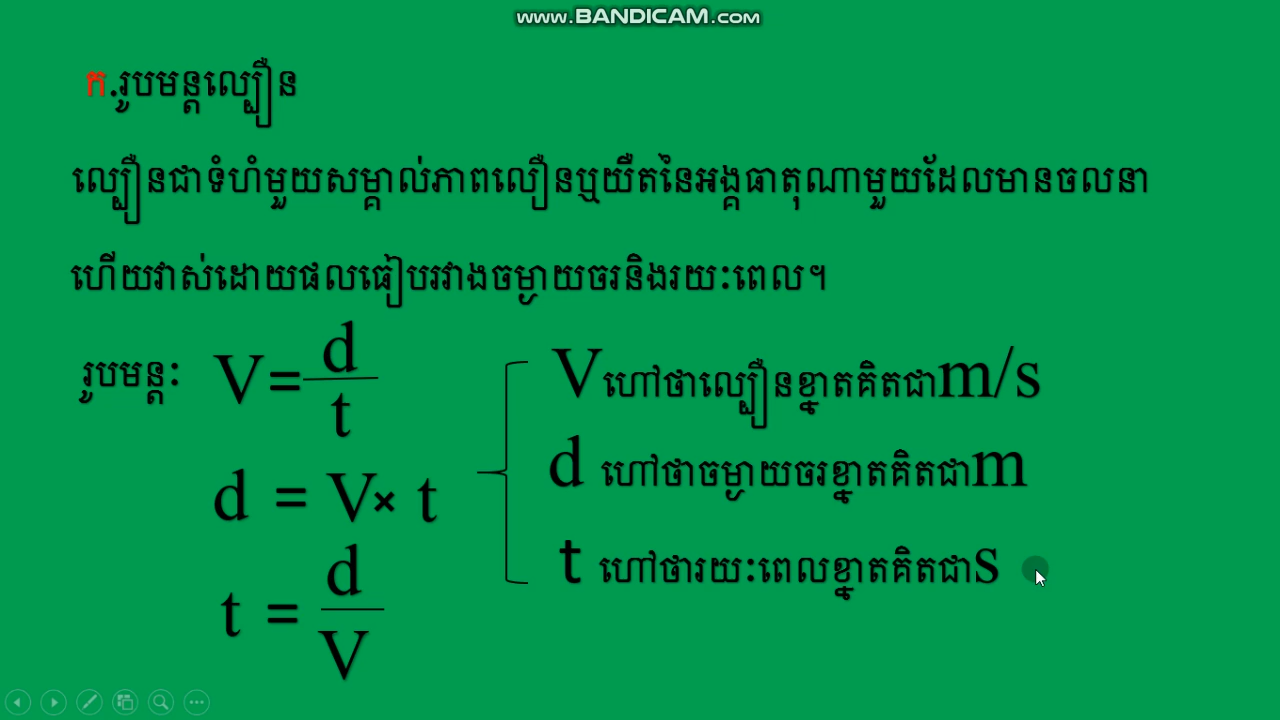 www.BANDICAM.com
ក.រូបមន្តល្បឿន
ល្បឿនជាទំហំមួយសម្គាល់ភាពលឿនឬយឺតនៃអង្គធាតុណាមួយដែលមានចលនា
ហើយវាស់ដោយផលធៀបរវាងចម្ងាយចរនិងរយៈពេល។
រូបមន្តៈ V = d / t
V ហៅថាល្បឿនខ្នាតគិតជា m/s
d = V × t
d ហៅថាចម្ងាយចរខ្នាតគិតជា m
t = d / V
t ហៅថារយៈពេលខ្នាតគិតជា s